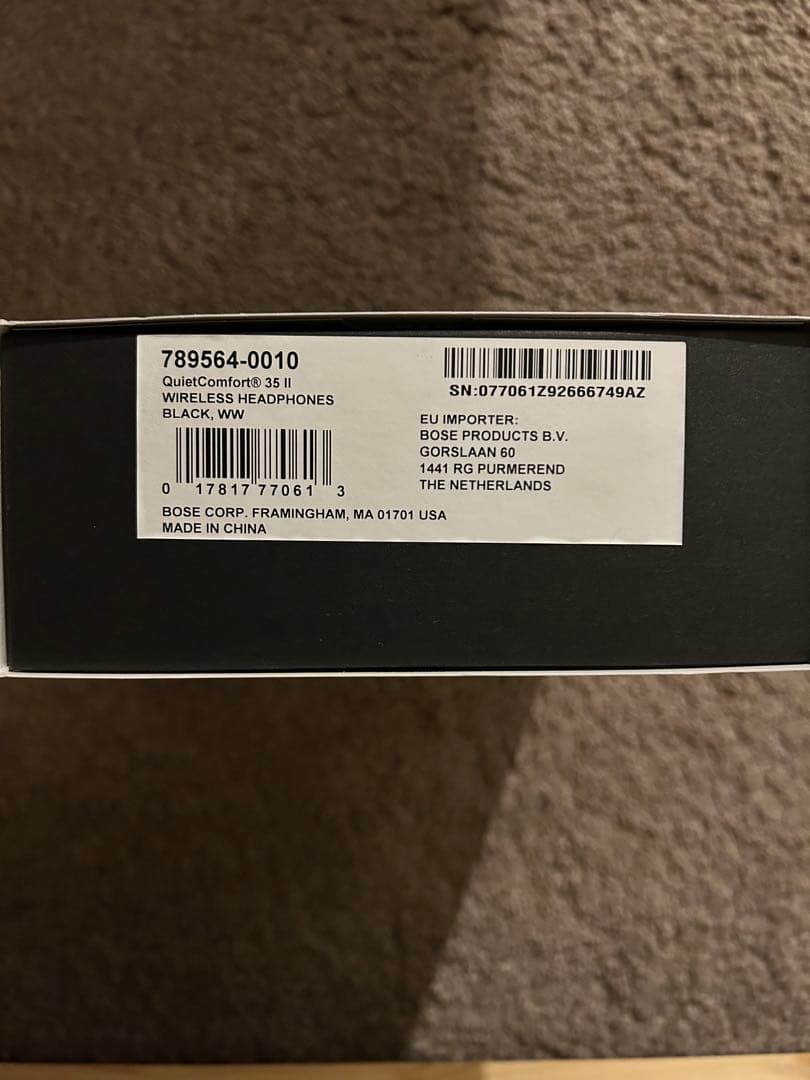 789564-0010
QuietComfort® 35 II
WIRELESS HEADPHONES
BLACK, WW
0 17817 77061 3
BOSE CORP. FRAMINGHAM, MA 01701 USA
MADE IN CHINA
SN:077061Z92666749AZ
EU IMPORTER:
BOSE PRODUCTS B.V.
GORSLAAN 60
1441 RG PURMEREND
THE NETHERLANDS